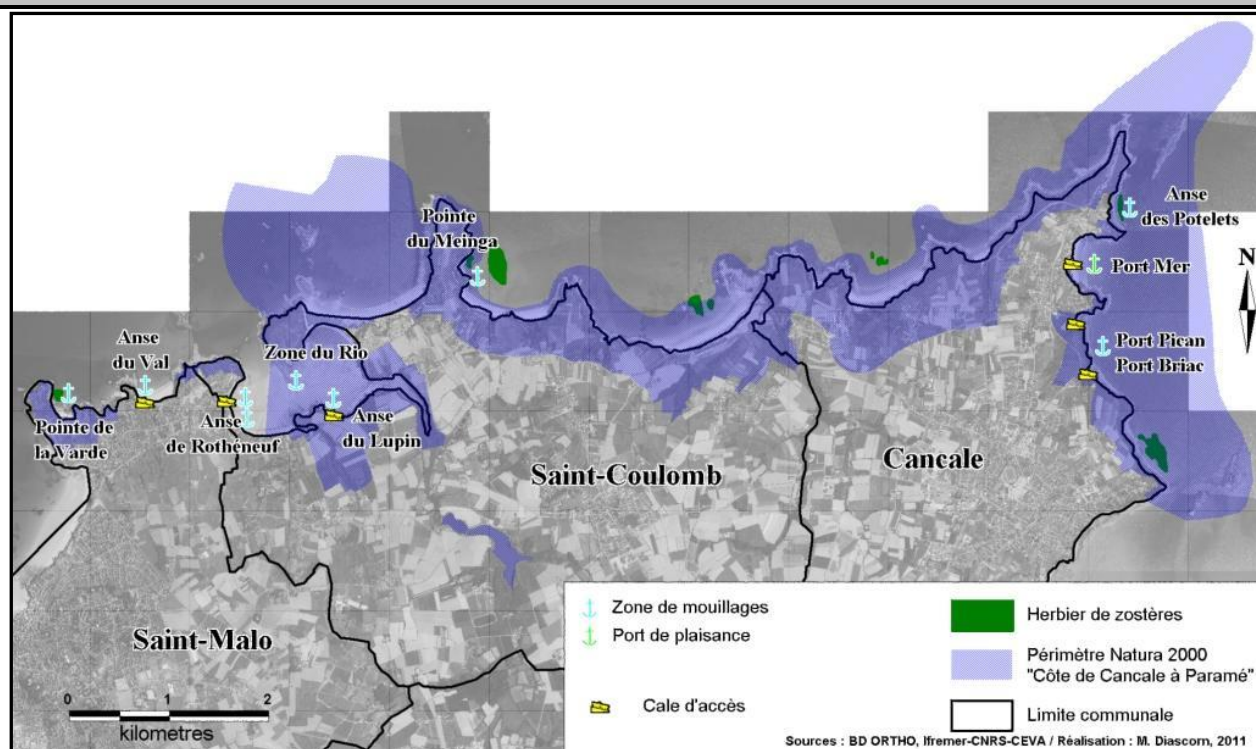 Pointe
du Meinga
Anse
des Potelets
N
Port Mer
Anse
du Val
Zone du Rio
Port Pican
Port Briac
Pointe de
la Varde
Anse
de Rothéneuf
Anse
du Lupin
Saint-Coulomb
Cancale
Saint-Malo
0 1 2
kilometres
Zone de mouillages
Port de plaisance
Cale d'accès
Herbier de zostères
Périmètre Natura 2000
"Côte de Cancale à Paramé"
Limite communale
Sources : BD ORTHO, Ifremer-CNRS-CEVA / Réalisation : M. Diascorn, 2011